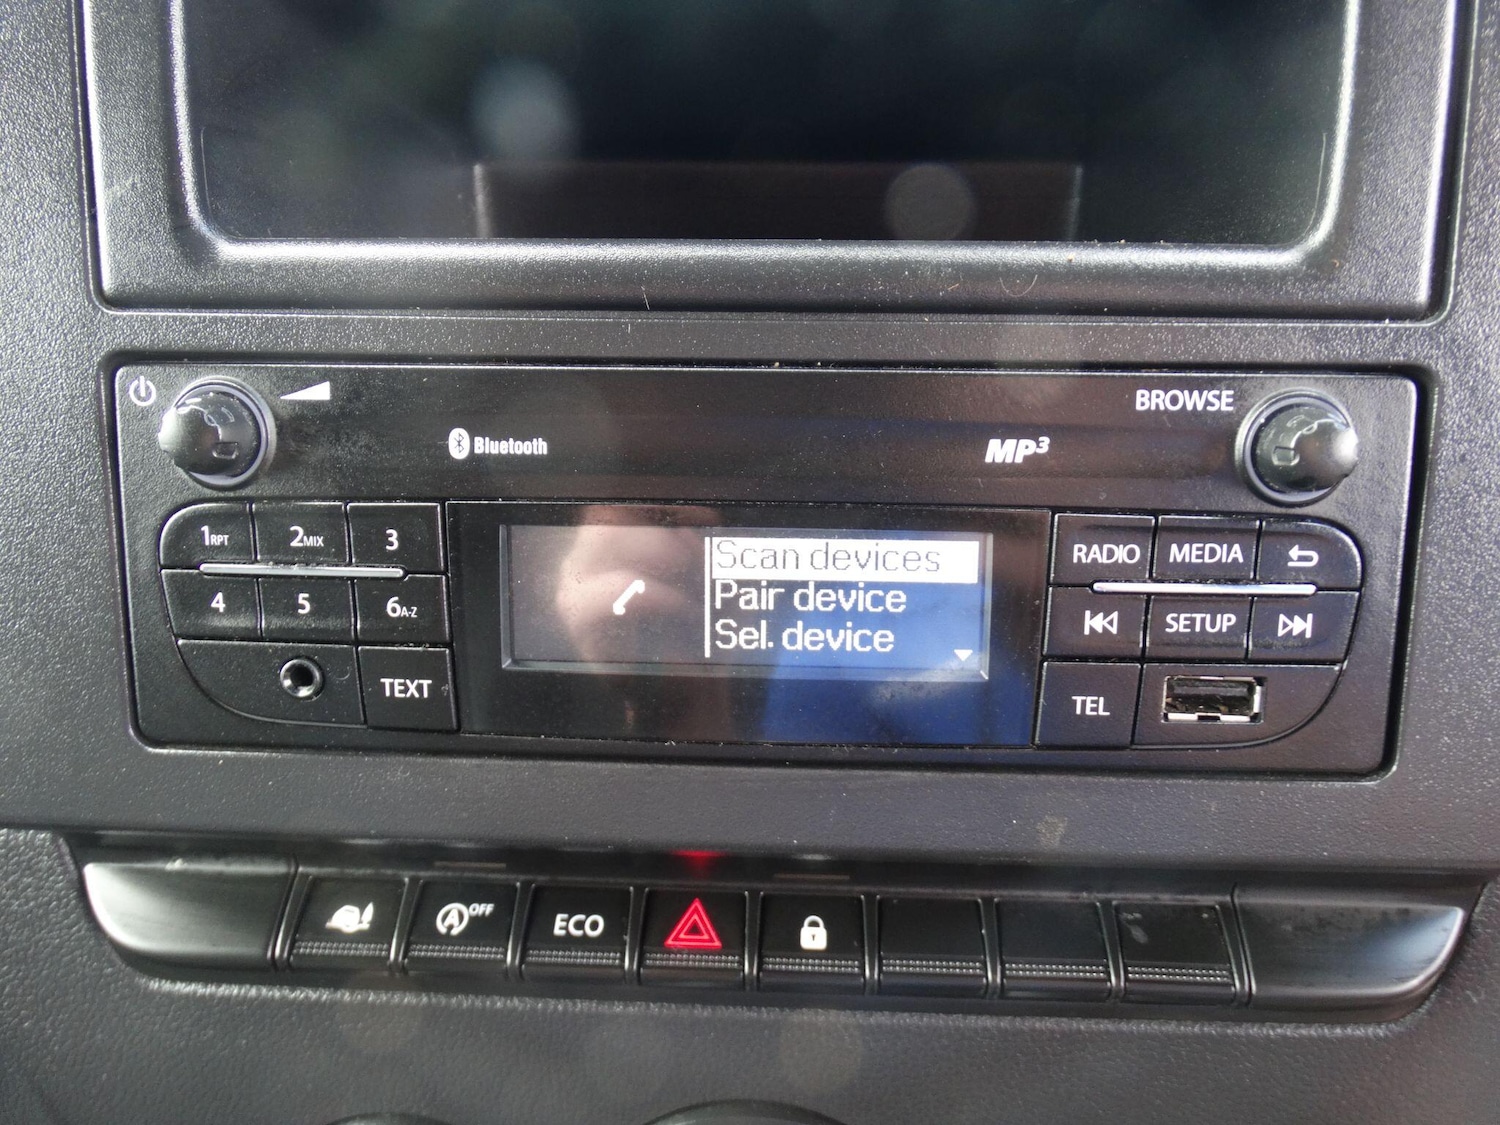 BROWSE
Bluetooth
MP3
1RPT
2MIX
3
Scan devices
RADIO
MEDIA
Pair device
4
5
6A-Z
Sel. device
SETUP
TEXT
TEL
A OFF
ECO